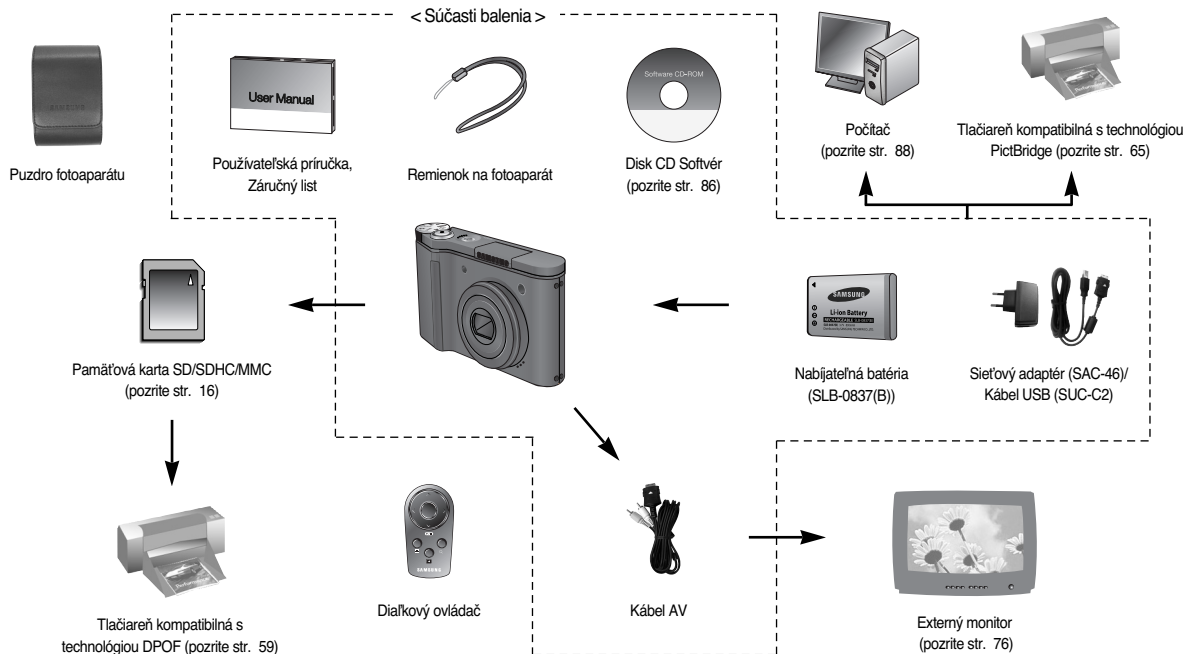 < Súčasti balenia >
SAMSUNG
User Manual
Software CD-ROM
Puzdro fotoaparátu
Používateľská príručka,
Záručný list
Remienok na fotoaparát
Disk CD Softvér
(pozrite str. 86)
Počítač
(pozrite str. 88)
Tlačiareň kompatibilná s technológiou
PictBridge (pozrite str. 65)
SAMSUNG
Li-ion Battery
Pamäťová karta SD/SDHC/MMC
(pozrite str. 16)
Nabíjateľná batéria
(SLB-0837(B))
Sieťový adaptér (SAC-46)/
Kábel USB (SUC-C2)
SAMSUNG
Tlačiareň kompatibilná s
technológiou DPOF (pozrite str. 59)
Diaľkový ovládač
Kábel AV
Externý monitor
(pozrite str. 76)